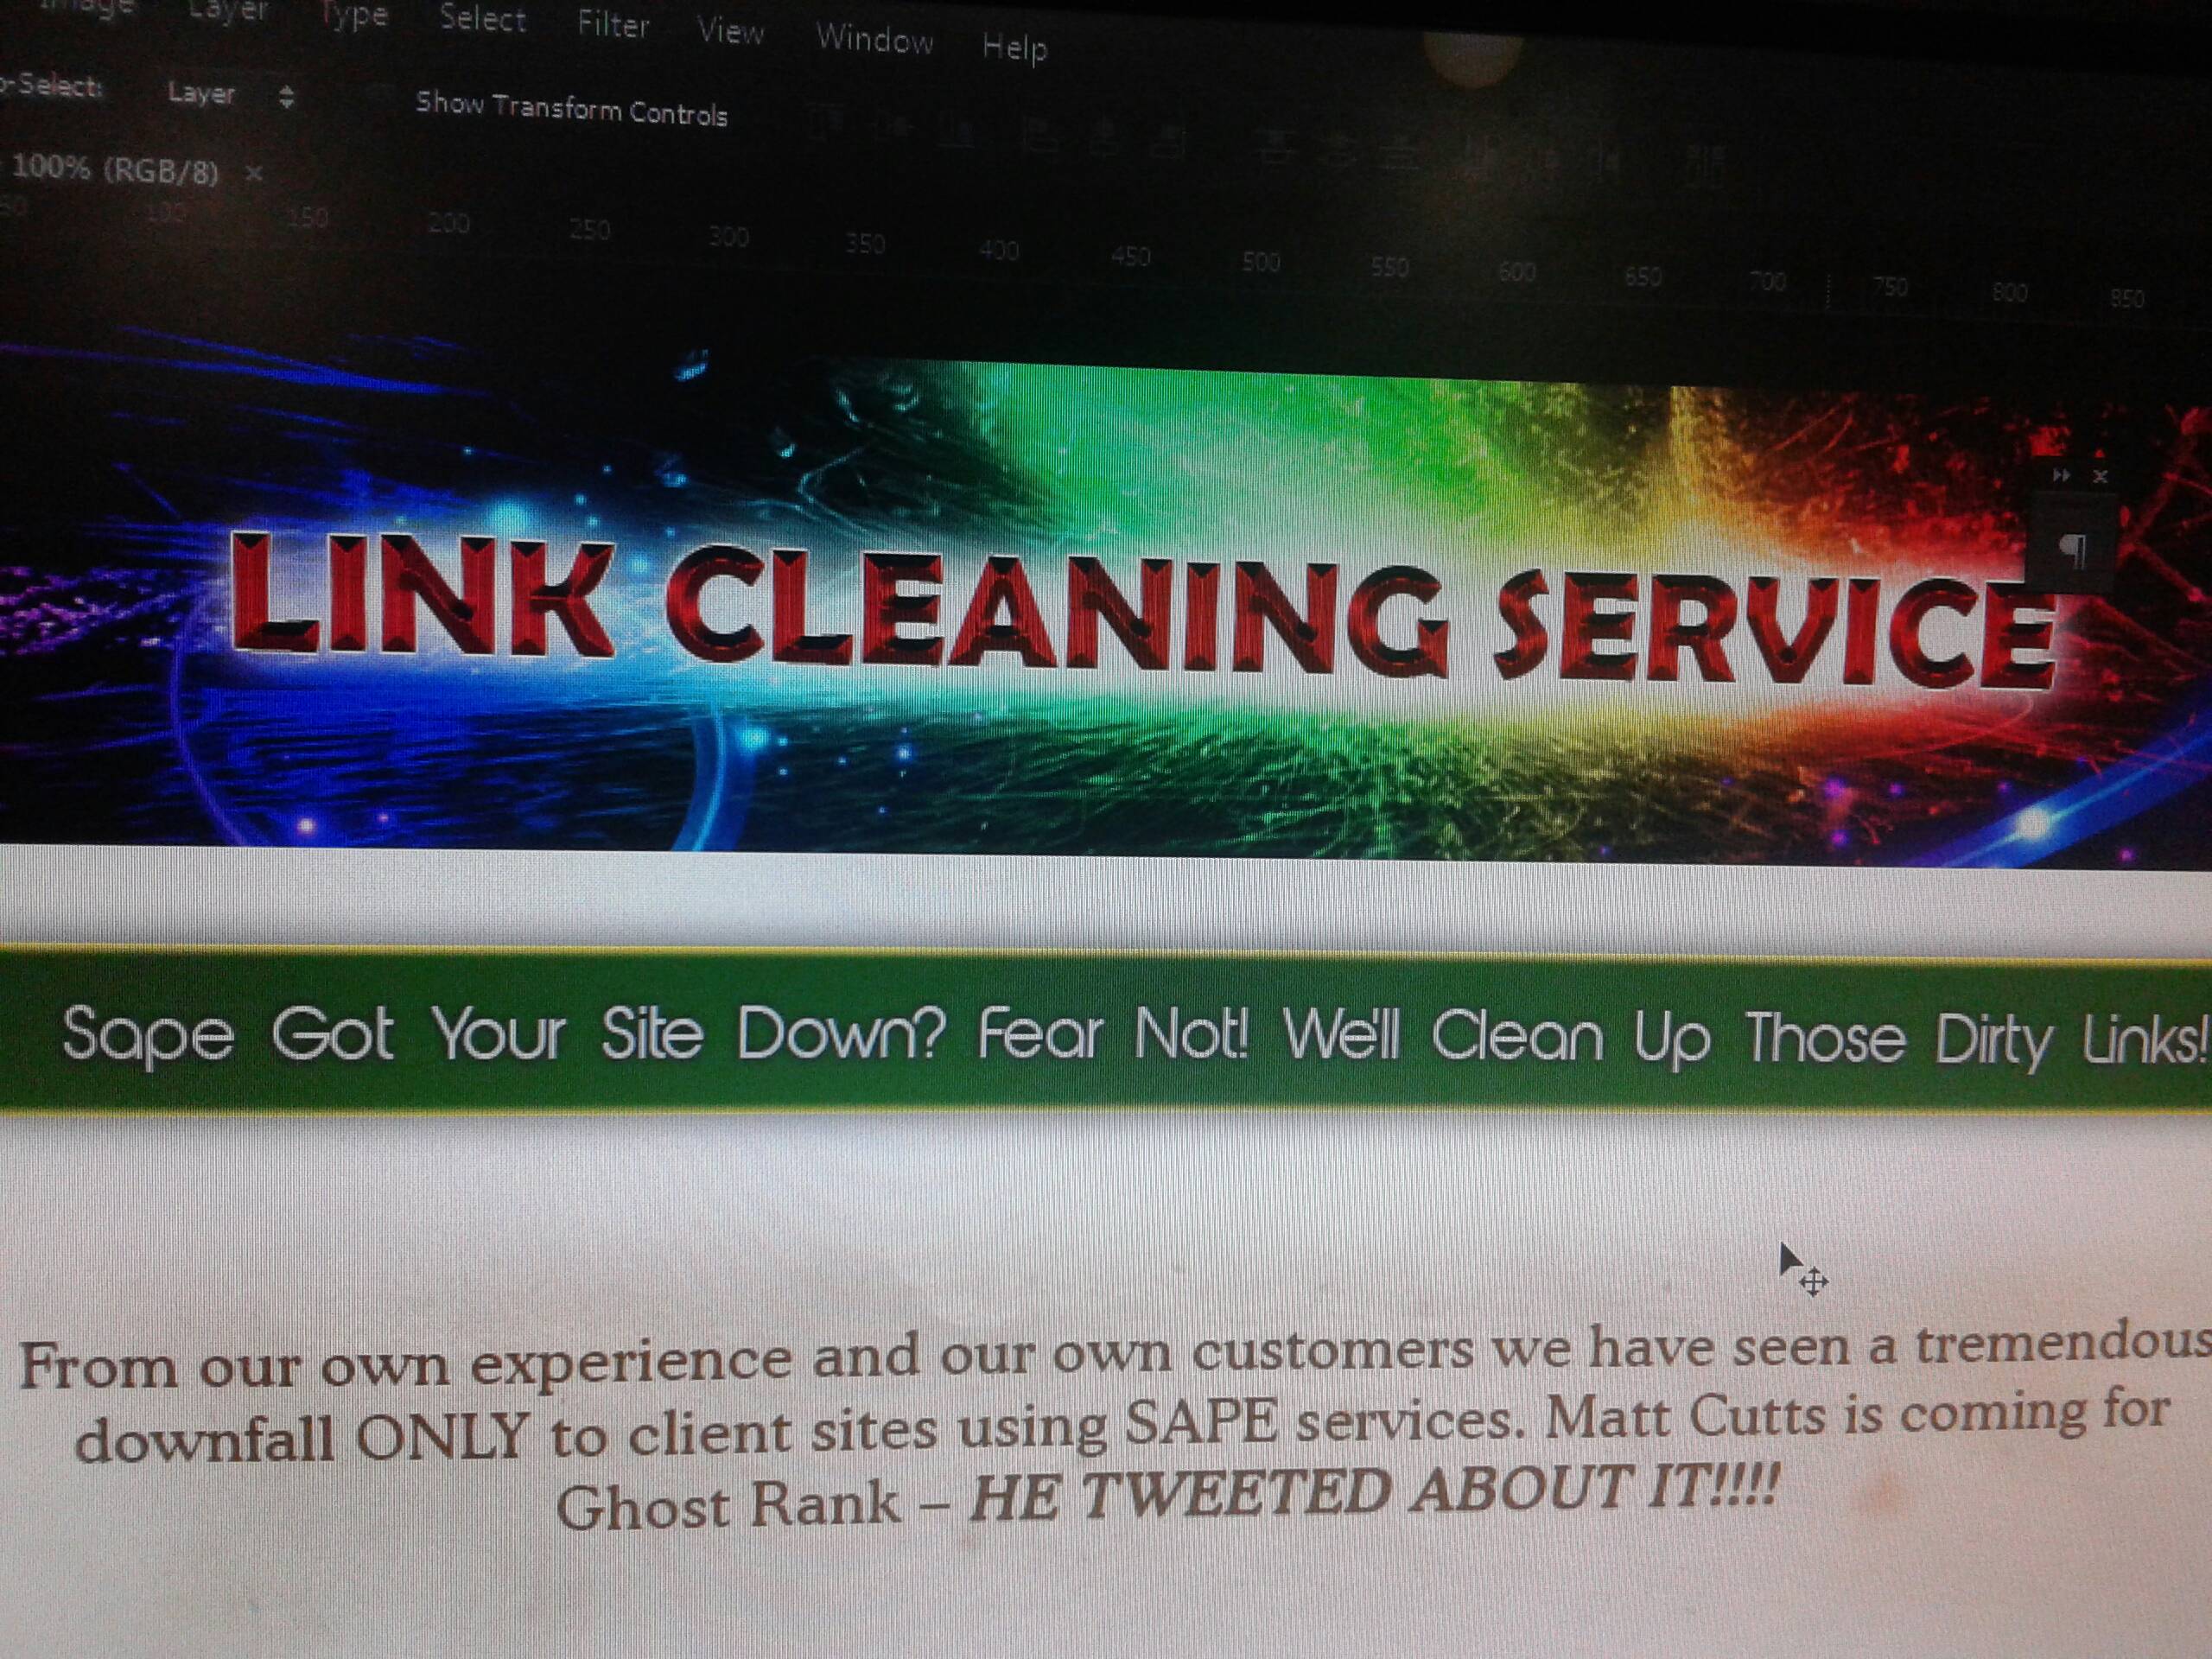 Image Layer Type Select Filter View Window Help
-Select: Layer Show Transform Controls
100% (RGB/8) ×
50 100 150 200 250 300 350 400 450 500 550 600 650 700 750 800 850
LINK CLEANING SERVICE
Sape Got Your Site Down? Fear Not! We'll Clean Up Those Dirty Links!
From our own experience and our own customers we have seen a tremendous
downfall ONLY to client sites using SAPE services. Matt Cutts is coming for
Ghost Rank – HE TWEETED ABOUT IT!!!!